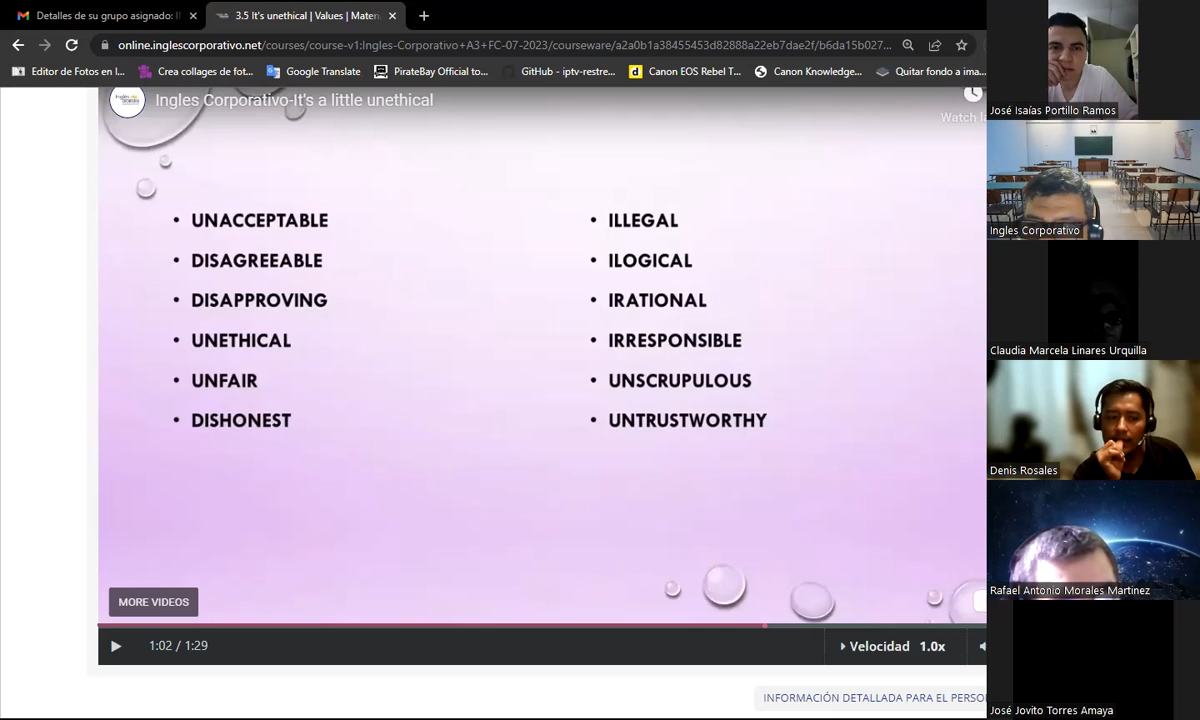 Detalles de su grupo asignado: I
3.5 It's unethical | Values | Mater
online.inglescorporativo.net/courses/course-v1:Ingles-Corporativo+A3+FC-07-2023/courseware/a2a0b1a38455453d82888a22eb7dae2f/b6da15b027...
Editor de Fotos en l...
Crea collages de fot...
Google Translate
PirateBay Official to...
GitHub - iptv-restre...
Canon EOS Rebel T...
Canon Knowledge...
Quitar fondo a ima...
Ingles Corporativo-It's a little unethical
Watch la
• UNACCEPTABLE
• DISAGREEABLE
• DISAPPROVING
• UNETHICAL
• UNFAIR
• DISHONEST
• ILLEGAL
• ILOGICAL
• IRATIONAL
• IRRESPONSIBLE
• UNSCRUPULOUS
• UNTRUSTWORTHY
MORE VIDEOS
1:02 / 1:29
Velocidad 1.0x
INFORMACIÓN DETALLADA PARA EL PERSO
José Isaías Portillo Ramos
Ingles Corporativo
Claudia Marcela Linares Urquilla
Denis Rosales
Rafael Antonio Morales Martinez
José Jovito Torres Amaya